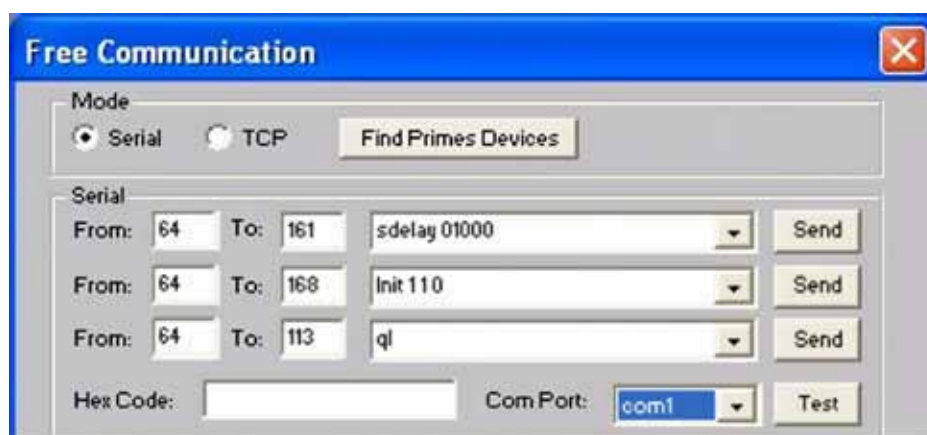 Free Communication
Mode
Serial TCP Find Primes Devices
Serial
From: 64 To: 161 sdelay 01000 Send
From: 64 To: 168 Init 110 Send
From: 64 To: 113 ql Send
Hex Code: Com Port: com1 Test